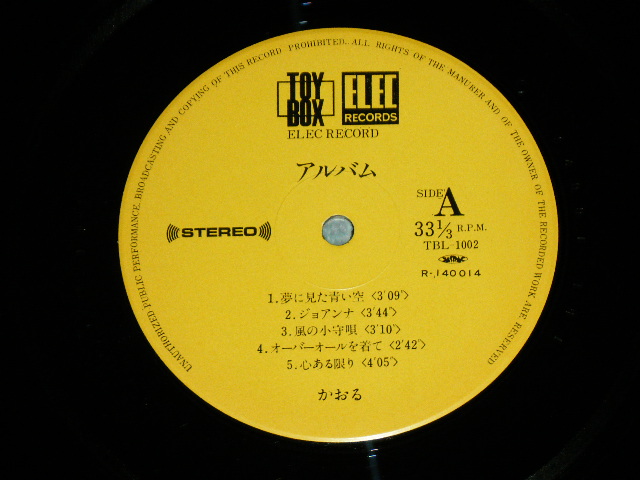 UNAUTHORIZED PUBLIC PERFORMANCE, BROADCASTING AND COPYING OF THIS RECORD PROHIBITED. ALL RIGHTS OF THE MANURER AND OF THE OWNER OF THE RECORDED WORK ARE RESERVED
TOY BOX
ELEC RECORDS
ELEC RECORD
アルバム
SIDE A
STEREO
33⅓ R.P.M.
TBL-1002
R-140014
1. 夢に見た青い空 <3'09">
2. ジョアンナ <3'44">
3. 風の小守唄 <3'10">
4. オーバーオールを着て <2'42">
5. 心ある限り <4'05">
かおる